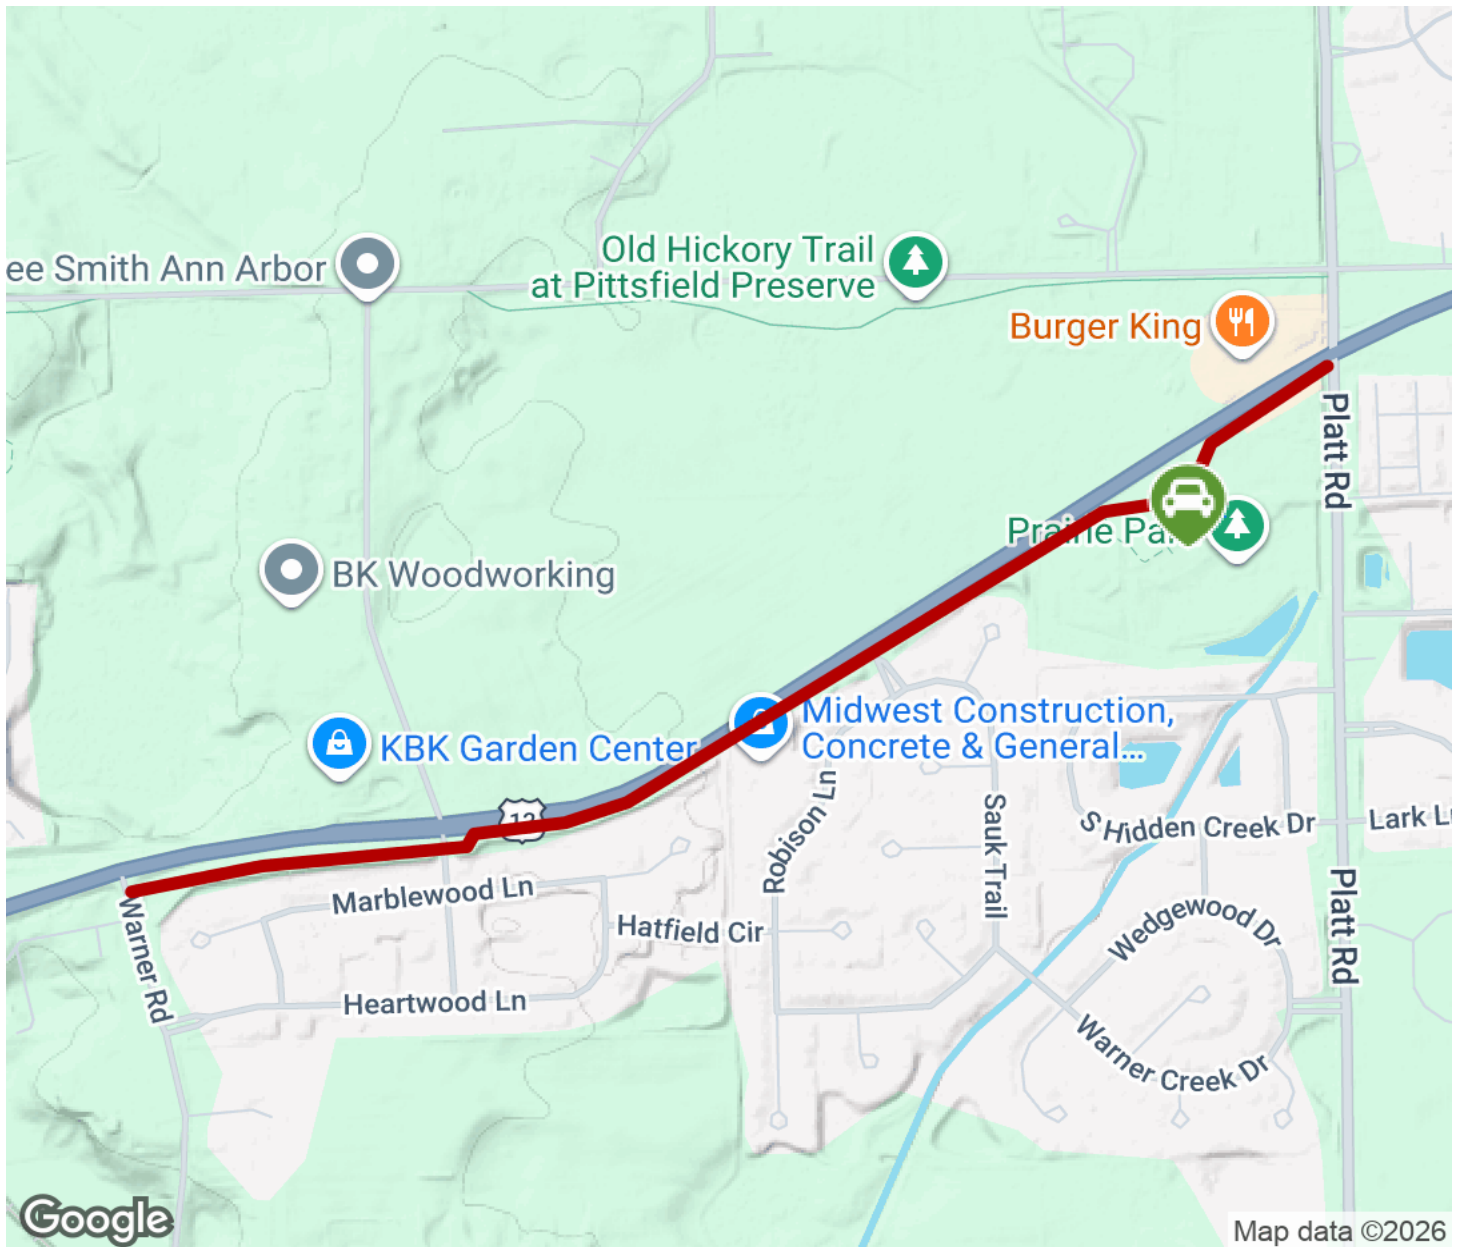 Old Hickory Trail
at Pittsfield Preserve
ee Smith Ann Arbor
Burger King
Platt Rd
Prairie Par
BK Woodworking
KBK Garden Center
Midwest Construction,
Concrete & General...
12
Robison Ln
Sauk Trail
S Hidden Creek Dr
Lark L
Marblewood Ln
Hatfield Cir
Warner Rd
Heartwood Ln
Wedgewood Dr
Platt Rd
Warner Creek Dr
Google
Map data ©2026